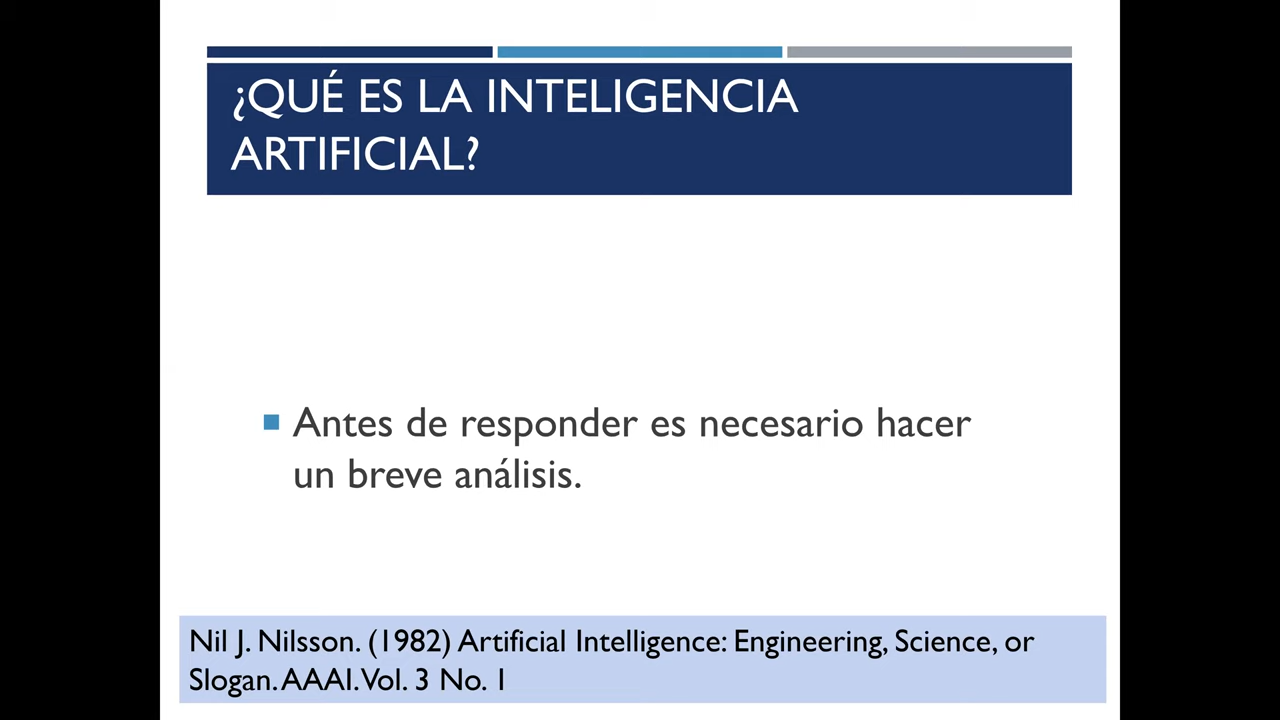 ¿QUÉ ES LA INTELIGENCIA
ARTIFICIAL?
Antes de responder es necesario hacer
un breve análisis.
Nil J. Nilsson. (1982) Artificial Intelligence: Engineering, Science, or
Slogan. AAAI. Vol. 3 No. 1